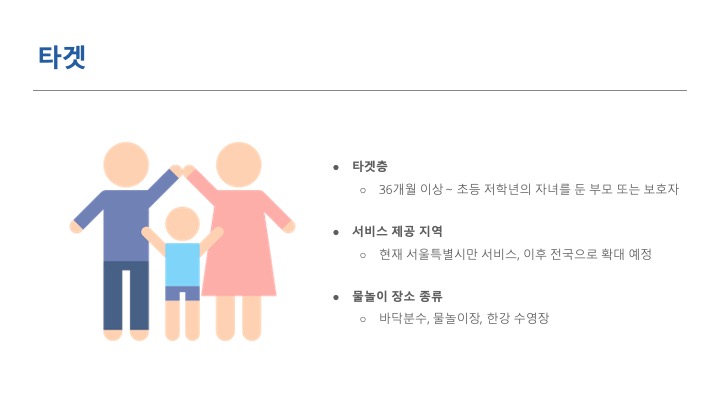 타겟
● 타겟층
○ 36개월 이상~ 초등 저학년의 자녀를 둔 부모 또는 보호자
● 서비스 제공 지역
○ 현재 서울특별시만 서비스, 이후 전국으로 확대 예정
● 물놀이 장소 종류
○ 바닥분수, 물놀이장, 한강 수영장